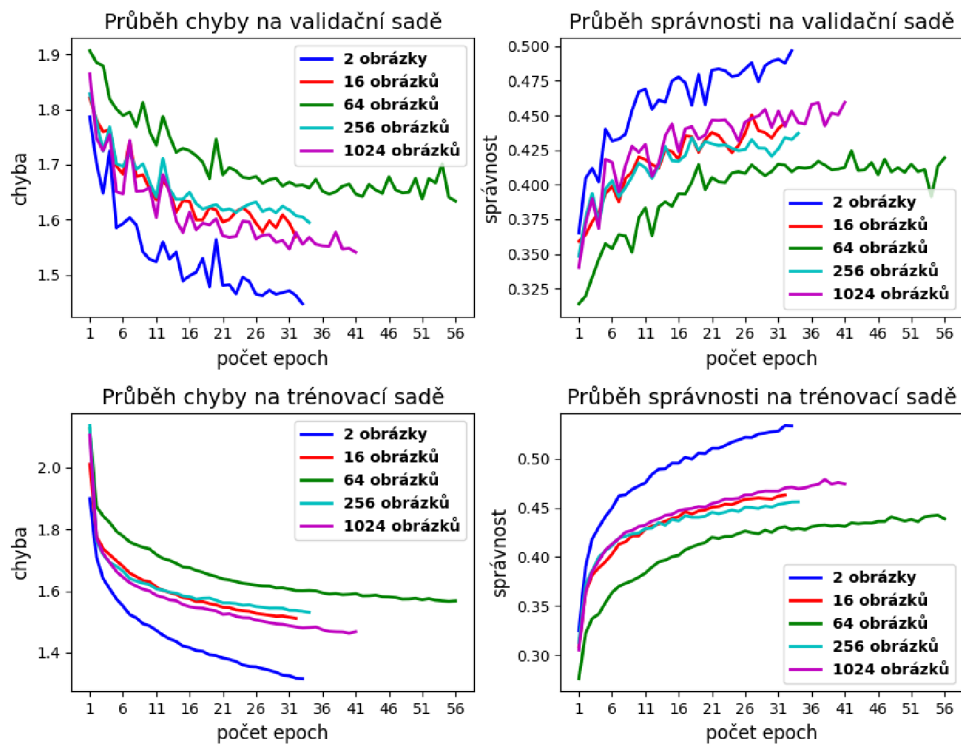 Průběh chyby na validační sadě
1.9
1.8
1.7
1.6
1.5
chyba
2 obrázky
16 obrázků
64 obrázků
256 obrázků
1024 obrázků
1 6 11 16 21 26 31 36 41 46 51 56
počet epoch
Průběh správnosti na validační sadě
0.500
0.475
0.450
0.425
0.400
0.375
0.350
0.325
správnost
2 obrázky
16 obrázků
64 obrázků
256 obrázků
1024 obrázků
1 6 11 16 21 26 31 36 41 46 51 56
počet epoch
Průběh chyby na trénovací sadě
2.0
1.8
1.6
1.4
chyba
2 obrázky
16 obrázků
64 obrázků
256 obrázků
1024 obrázků
1 6 11 16 21 26 31 36 41 46 51 56
počet epoch
Průběh správnosti na trénovací sadě
0.50
0.45
0.40
0.35
0.30
správnost
2 obrázky
16 obrázků
64 obrázků
256 obrázků
1024 obrázků
1 6 11 16 21 26 31 36 41 46 51 56
počet epoch